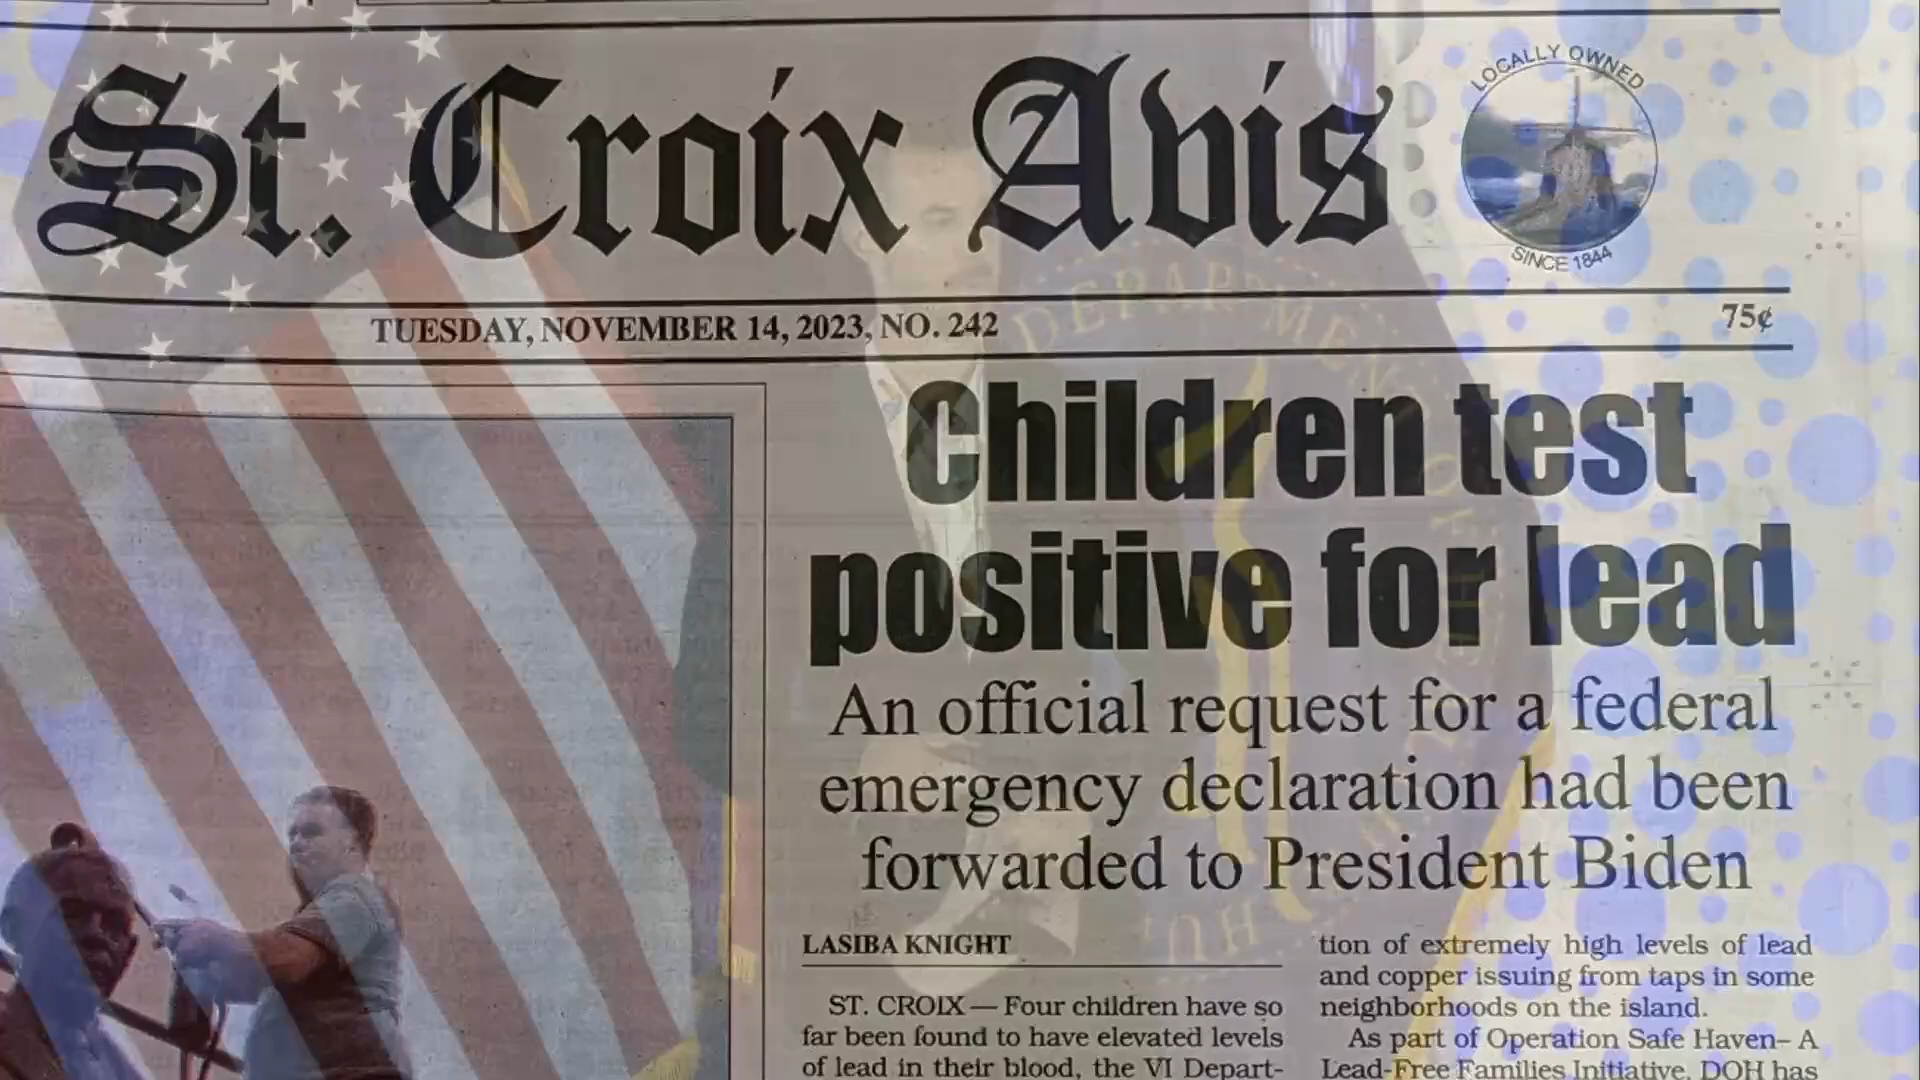 St. Croix Avis
LOCALLY OWNED
SINCE 1844
TUESDAY, NOVEMBER 14, 2023, NO. 242
75¢
Children test
positive for lead
An official request for a federal
emergency declaration had been
forwarded to President Biden
LASIBA KNIGHT
ST. CROIX — Four children have so
far been found to have elevated levels
of lead in their blood, the VI Depart-
tion of extremely high levels of lead
and copper issuing from taps in some
neighborhoods on the island.
As part of Operation Safe Haven– A
Lead-Free Families Initiative, DOH has
DEPARTMENT OF HE
HU